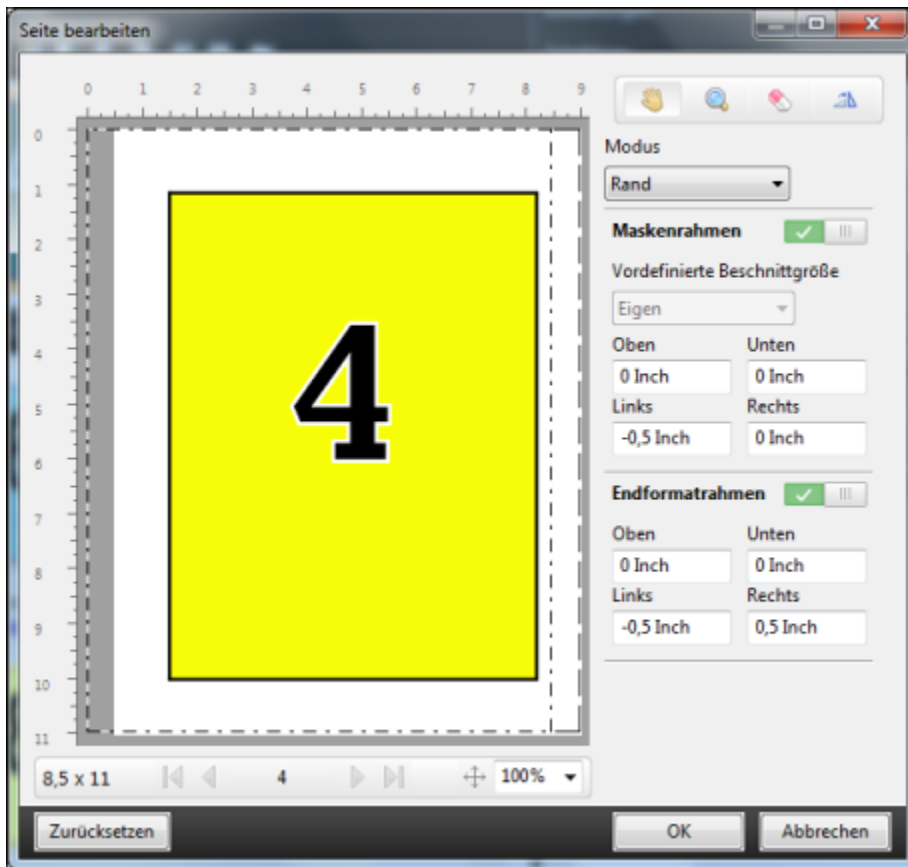 Seite bearbeiten
0 1 2 3 4 5 6 7 8 9
0
1
2
3
4
5
6
7
8
9
10
11
4
Modus
Rand
Maskenrahmen
Vordefinierte Beschnittgröße
Eigen
Oben Unten
0 Inch 0 Inch
Links Rechts
-0,5 Inch 0 Inch
Endformatrahmen
Oben Unten
0 Inch 0 Inch
Links Rechts
-0,5 Inch 0,5 Inch
8,5 x 11 4 100%
Zurücksetzen OK Abbrechen